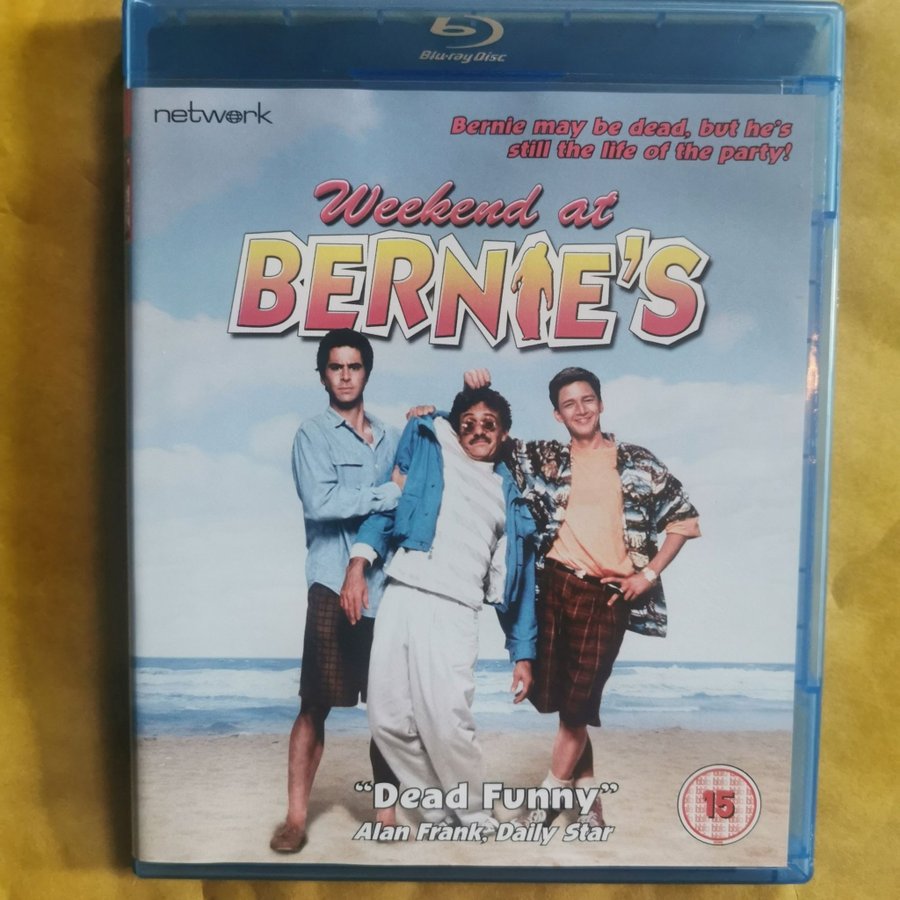 Blu-ray Disc
network
Bernie may be dead, but he's
still the life of the party!
Weekend at
BERNIE'S
"Dead Funny"
Alan Frank, Daily Star
15